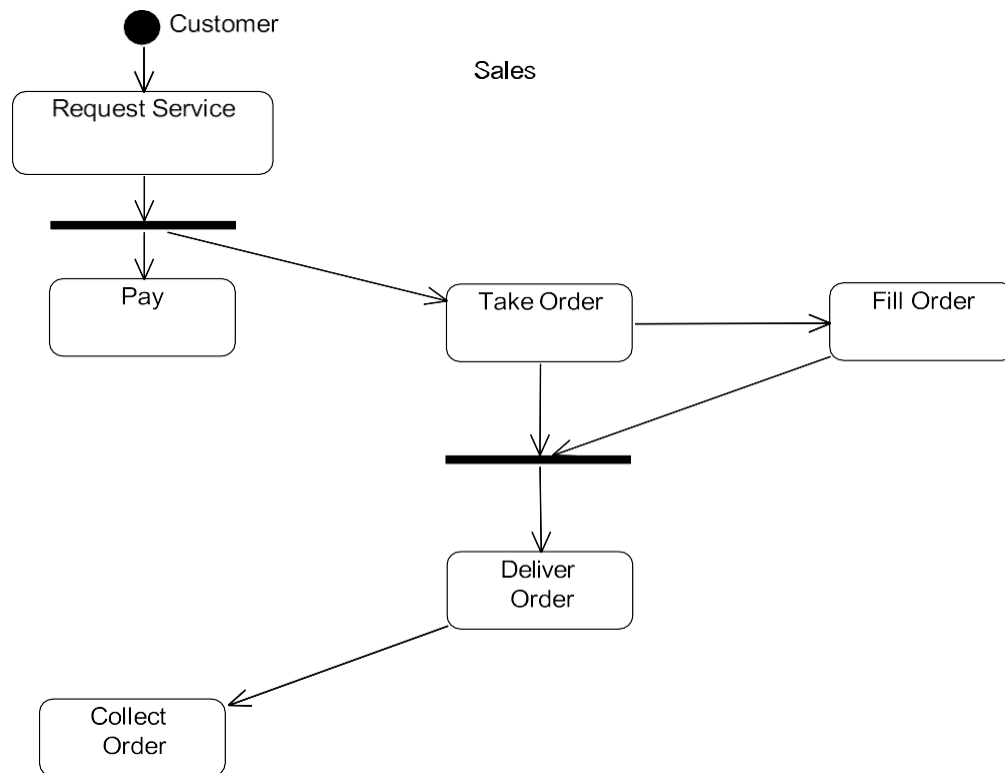 Customer
Sales
Request Service
Pay
Take Order
Fill Order
Deliver
Order
Collect
Order